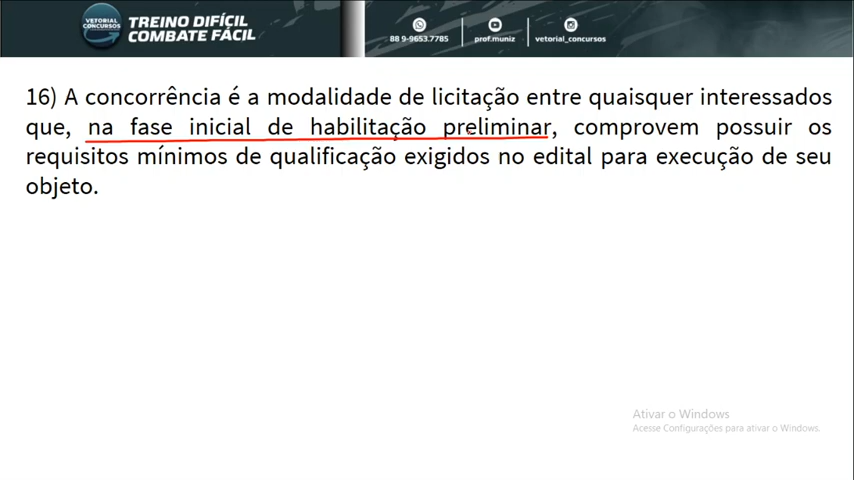 VETORIAL
CONCURSOS
TREINO DIFÍCIL
COMBATE FÁCIL
88 9-9653.7785
prof.muniz
vetorial_concursos
16) A concorrência é a modalidade de licitação entre quaisquer interessados
que, na fase inicial de habilitação preliminar, comprovem possuir os
requisitos mínimos de qualificação exigidos no edital para execução de seu
objeto.
Ativar o Windows
Acesse Configurações para ativar o Windows.